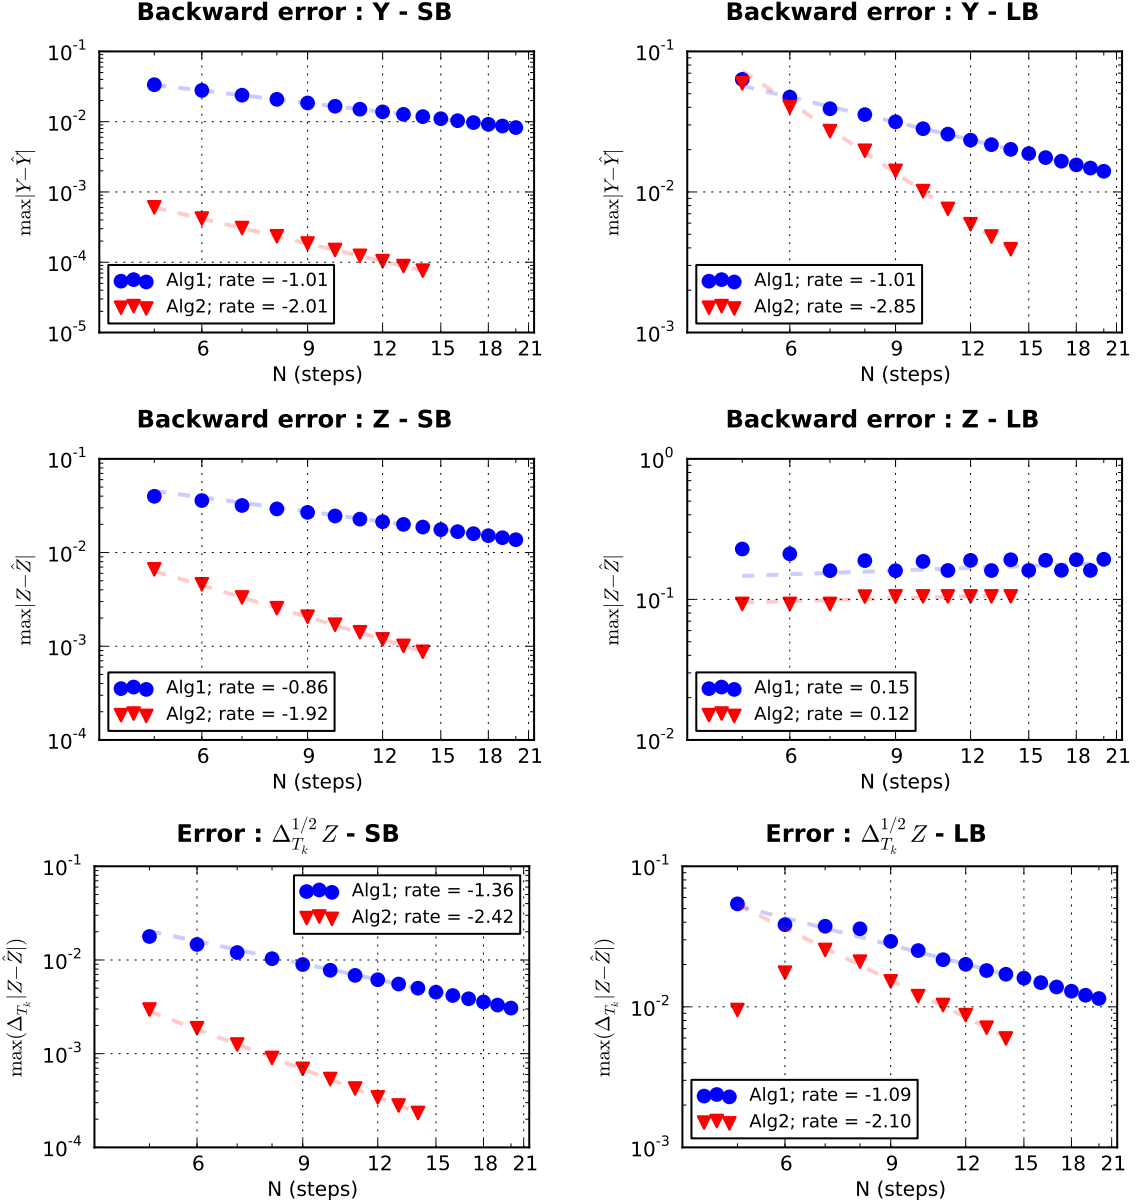 Backward error : Y - SB
10⁻¹
10⁻²
10⁻³
10⁻⁴
10⁻⁵
max|Y−Ŷ|
Alg1; rate = -1.01
Alg2; rate = -2.01
6 9 12 15 18 21
N (steps)
Backward error : Y - LB
10⁻¹
10⁻²
10⁻³
max|Y−Ŷ|
Alg1; rate = -1.01
Alg2; rate = -2.85
6 9 12 15 18 21
N (steps)
Backward error : Z - SB
10⁻¹
10⁻²
10⁻³
10⁻⁴
max|Z−Ẑ|
Alg1; rate = -0.86
Alg2; rate = -1.92
6 9 12 15 18 21
N (steps)
Backward error : Z - LB
10⁰
10⁻¹
10⁻²
max|Z−Ẑ|
Alg1; rate = 0.15
Alg2; rate = 0.12
6 9 12 15 18 21
N (steps)
Error : Δ_{T_k}^{1/2} Z - SB
10⁻¹
10⁻²
10⁻³
10⁻⁴
max(Δ_{T_k}|Z−Ẑ|)
Alg1; rate = -1.36
Alg2; rate = -2.42
6 9 12 15 18 21
N (steps)
Error : Δ_{T_k}^{1/2} Z - LB
10⁻¹
10⁻²
10⁻³
max(Δ_{T_k}|Z−Ẑ|)
Alg1; rate = -1.09
Alg2; rate = -2.10
6 9 12 15 18 21
N (steps)